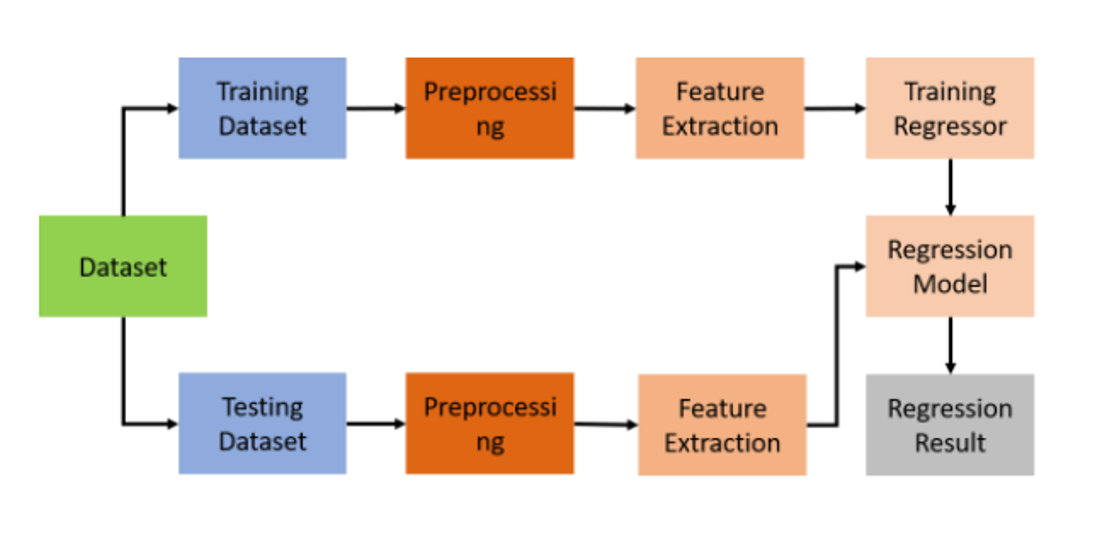 Training
Dataset
Preprocessi
ng
Feature
Extraction
Training
Regressor
Dataset
Regression
Model
Testing
Dataset
Preprocessi
ng
Feature
Extraction
Regression
Result